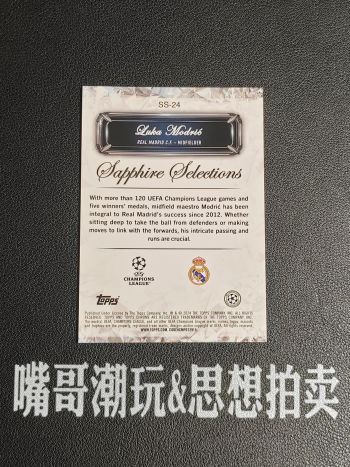 SS-24
Luka Modrić
REAL MADRID C.F. - MIDFIELDER
Sapphire Selections
With more than 120 UEFA Champions League games and
five winners' medals, midfield maestro Modrić has
been integral to Real Madrid's success since 2012. Whether
sitting deep to take the ball from defenders or making
moves to link with the forwards, his intricate passing and
runs are crucial.
UEFA
CHAMPIONS
LEAGUE
Topps
嘴哥潮玩&思想拍卖